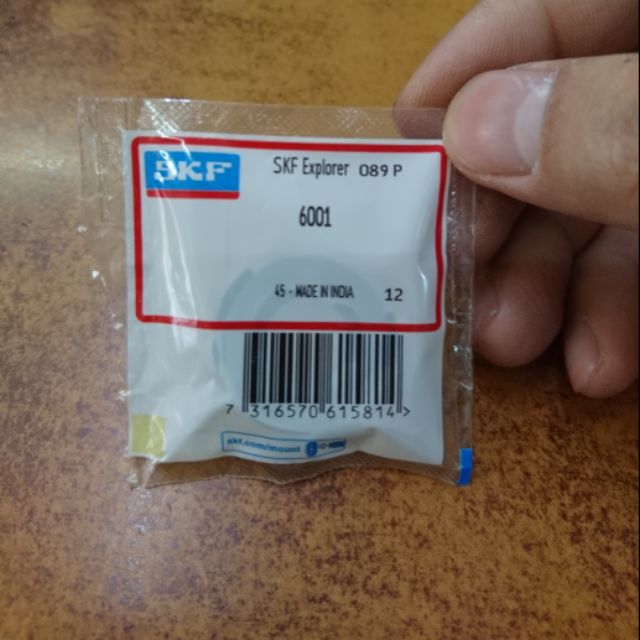 SKF
SKF Explorer 089 P
6001
45 - MADE IN INDIA 12
7 316570 615814 >
skf.com/mount